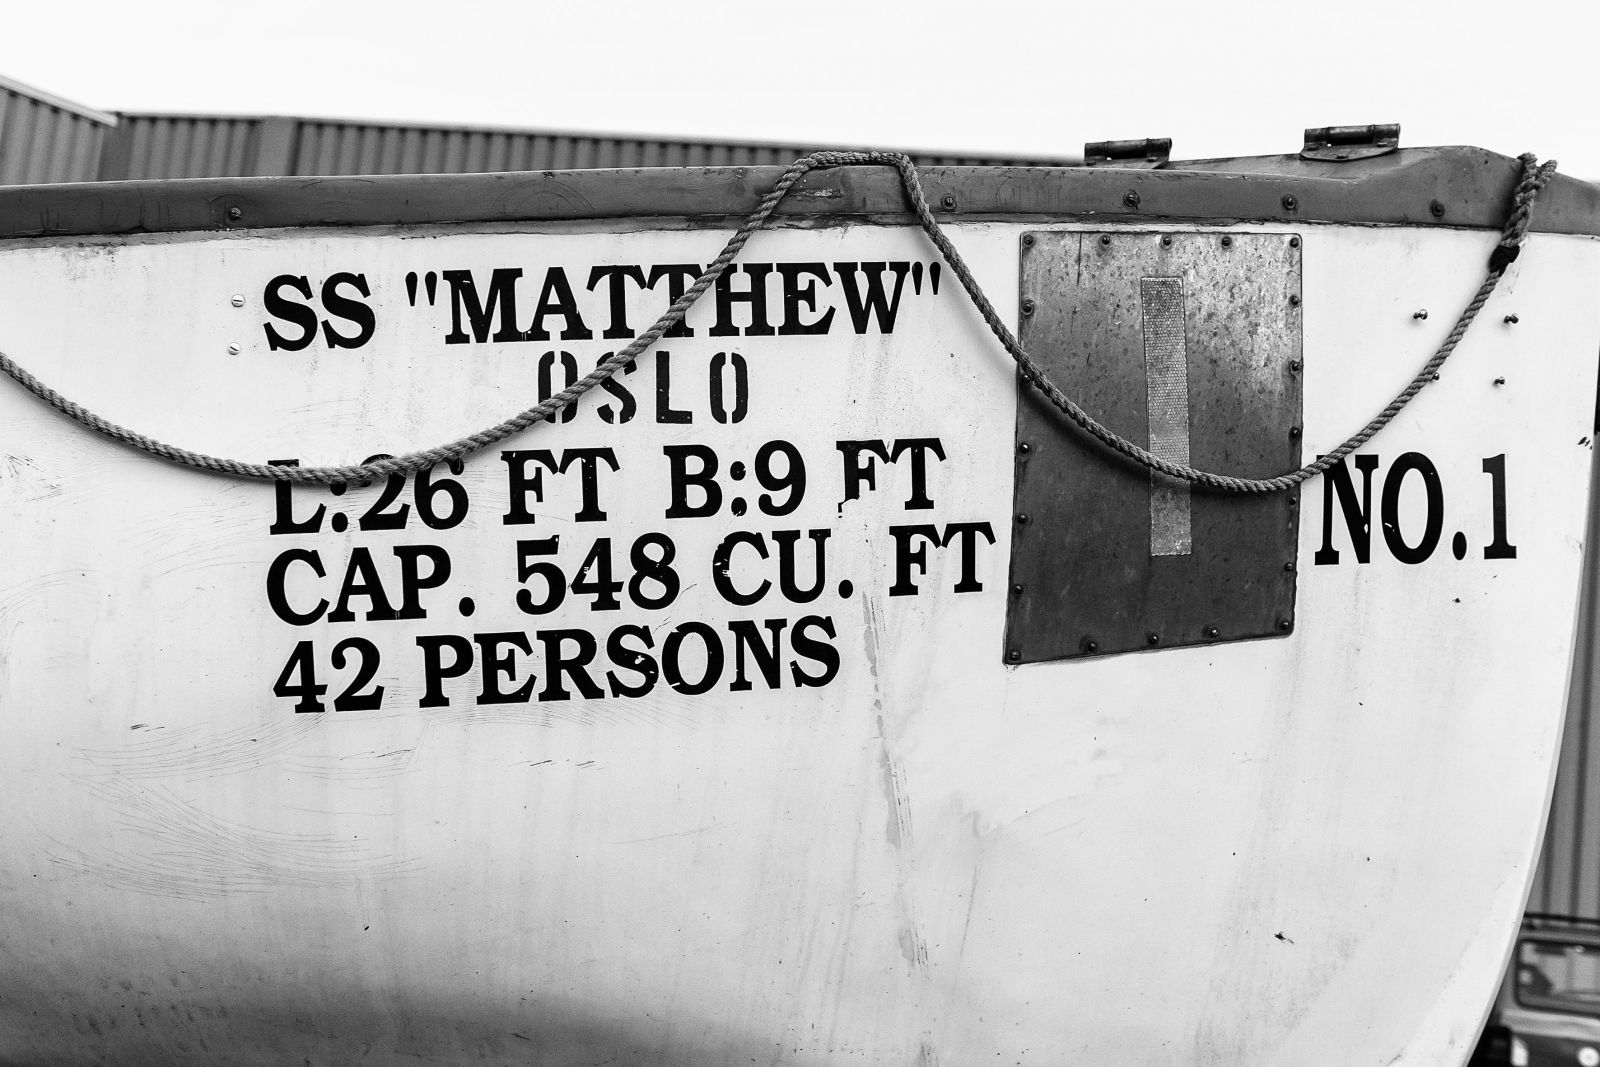 SS "MATTHEW"
OSLO
L:26 FT B:9 FT
CAP. 548 CU. FT
42 PERSONS
NO.1